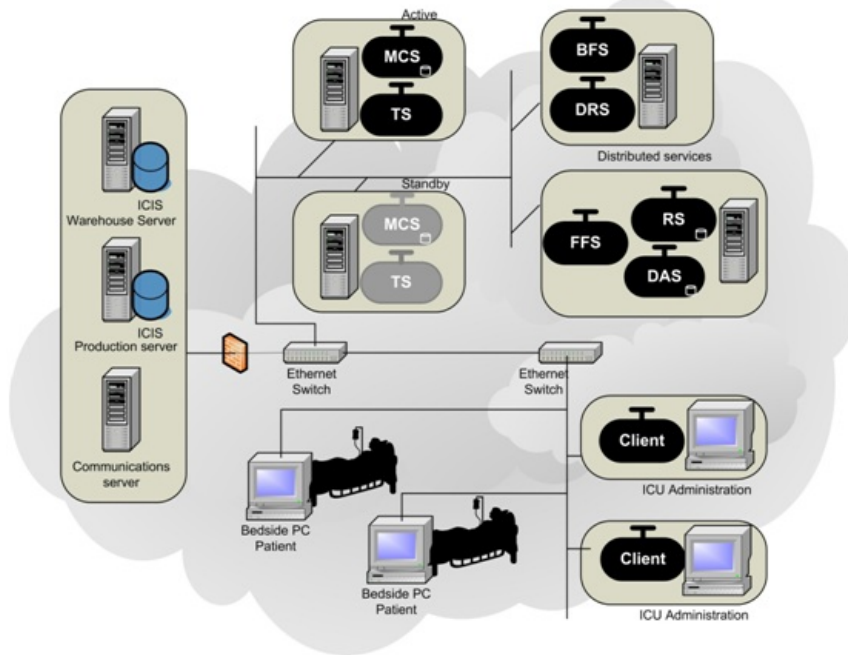 Active
MCS
TS
BFS
DRS
Distributed services
ICIS
Warehouse Server
Standby
MCS
TS
FFS
RS
DAS
ICIS
Production server
Ethernet
Switch
Ethernet
Switch
Communications
server
Client
ICU Administration
Bedside PC
Patient
Client
Bedside PC
Patient
ICU Administration